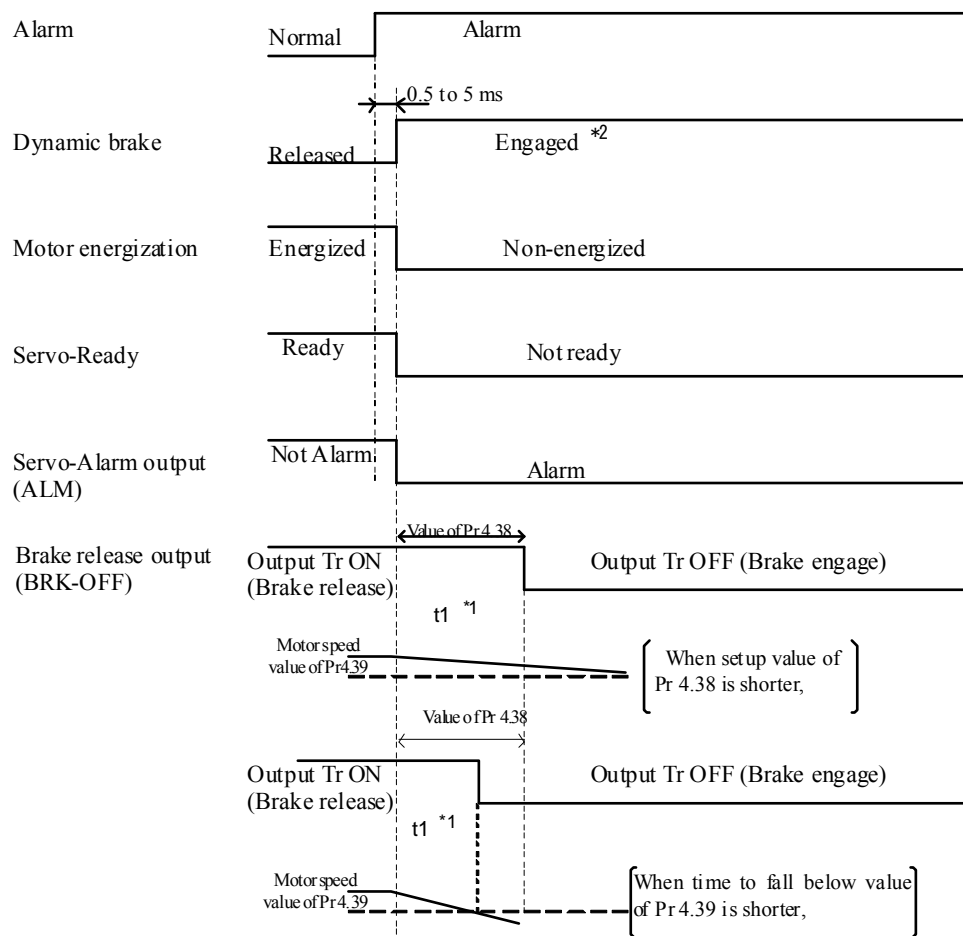 Alarm
Normal
Alarm
0.5 to 5 ms
Dynamic brake
Released
Engaged *2
Motor energization
Energized
Non-energized
Servo-Ready
Ready
Not ready
Servo-Alarm output
(ALM)
Not Alarm
Alarm
Value of Pr 4.38
Brake release output
(BRK-OFF)
Output Tr ON
(Brake release)
Output Tr OFF (Brake engage)
t1 *1
Motor speed
value of Pr4.39
When setup value of
Pr 4.38 is shorter,
Value of Pr 4.38
Output Tr ON
(Brake release)
Output Tr OFF (Brake engage)
t1 *1
Motor speed
value of Pr4.39
When time to fall below value
of Pr 4.39 is shorter,